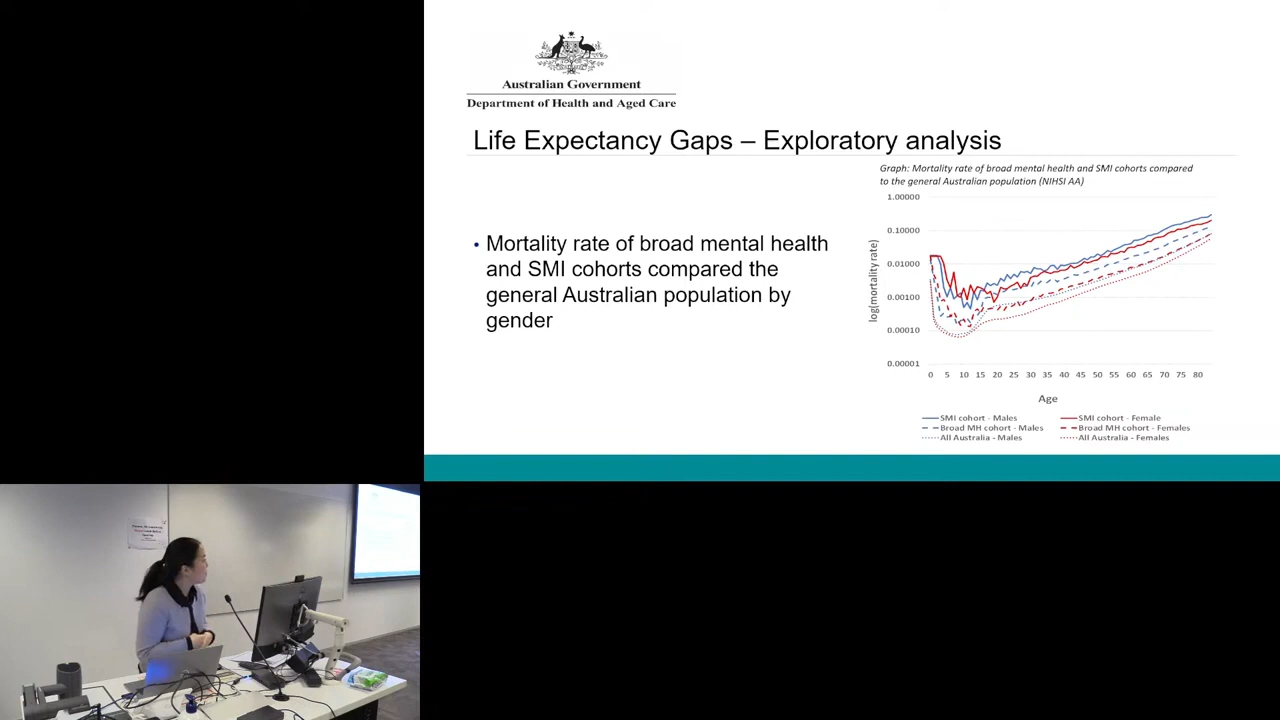 Australian Government
Department of Health and Aged Care
Life Expectancy Gaps – Exploratory analysis
• Mortality rate of broad mental health
and SMI cohorts compared the
general Australian population by
gender
Graph: Mortality rate of broad mental health and SMI cohorts compared
to the general Australian population (NIHSI AA)
log(mortality rate)
1.00000
0.10000
0.01000
0.00100
0.00010
0.00001
0 5 10 15 20 25 30 35 40 45 50 55 60 65 70 75 80
Age
SMI cohort - Males SMI cohort - Female
Broad MH cohort - Males Broad MH cohort - Females
All Australia - Males All Australia - Females